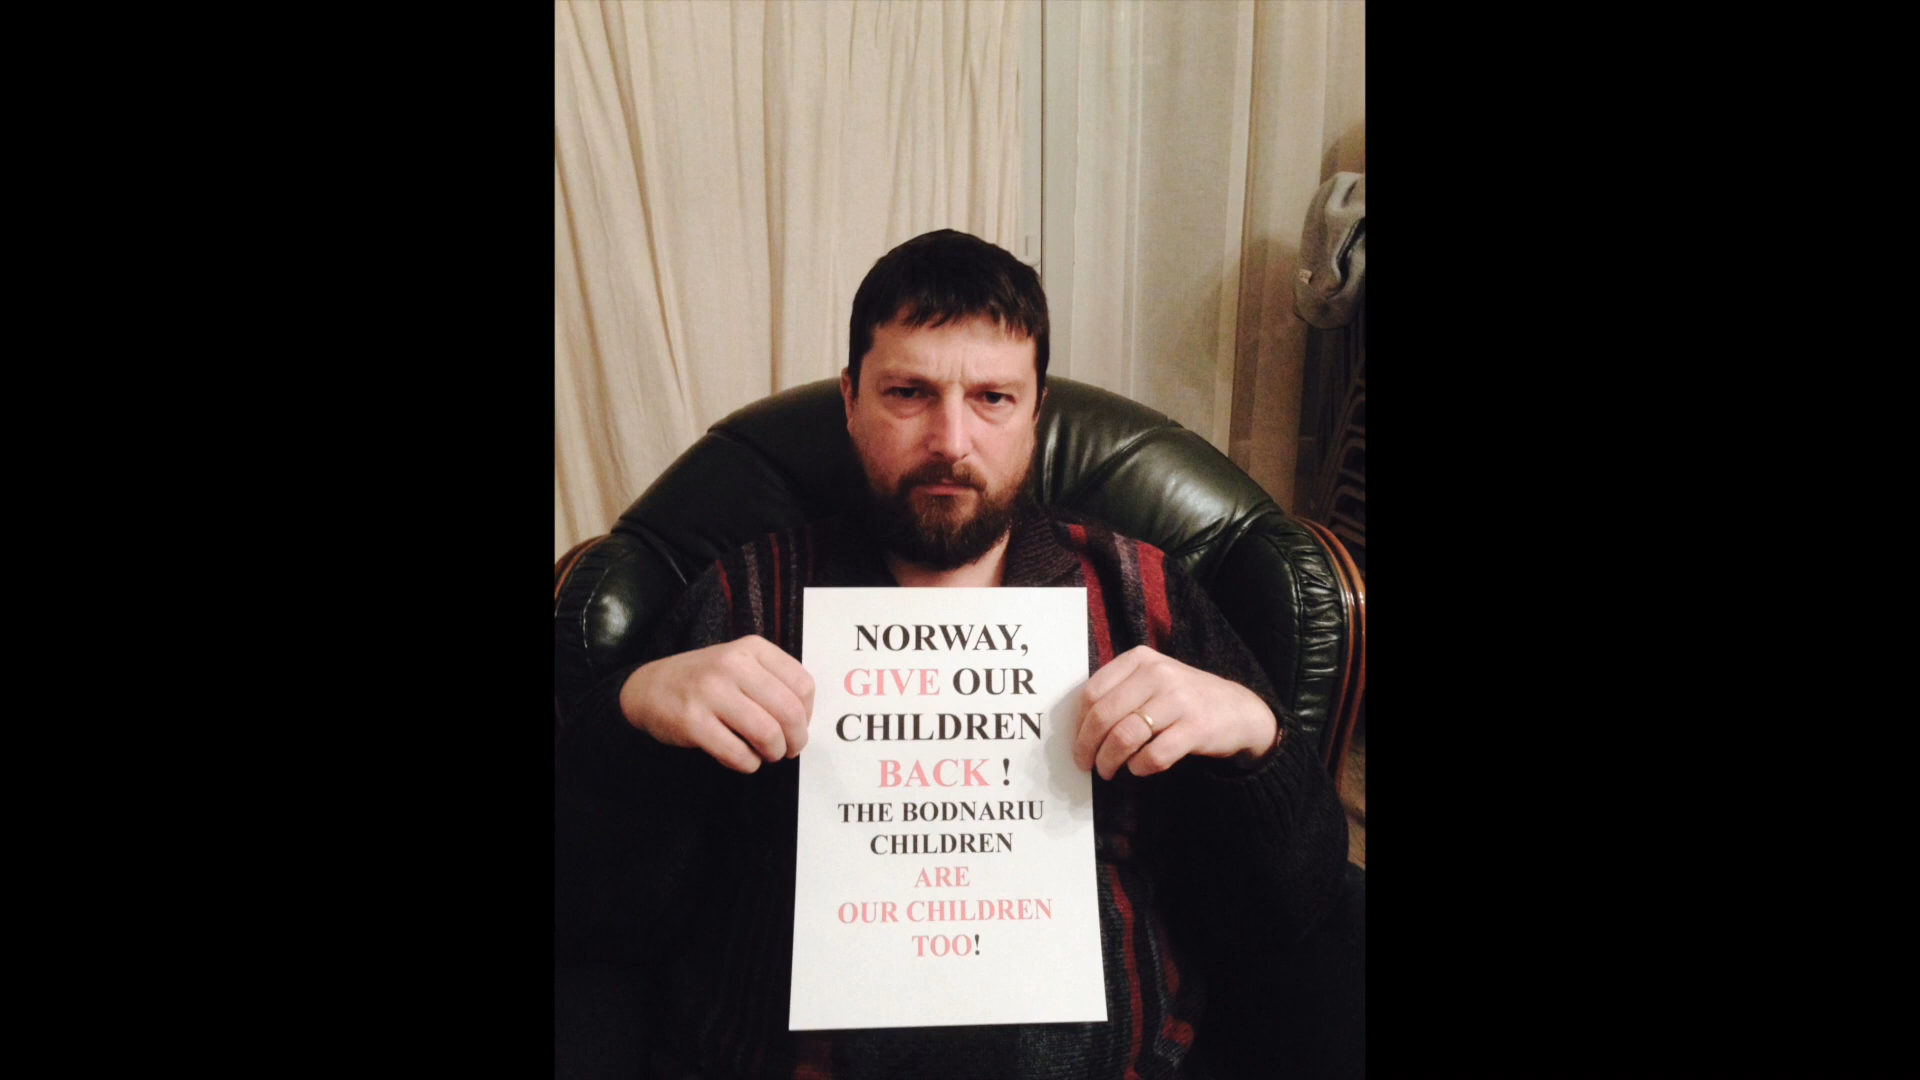 NORWAY,
GIVE OUR
CHILDREN
BACK !
THE BODNARIU
CHILDREN
ARE
OUR CHILDREN
TOO!